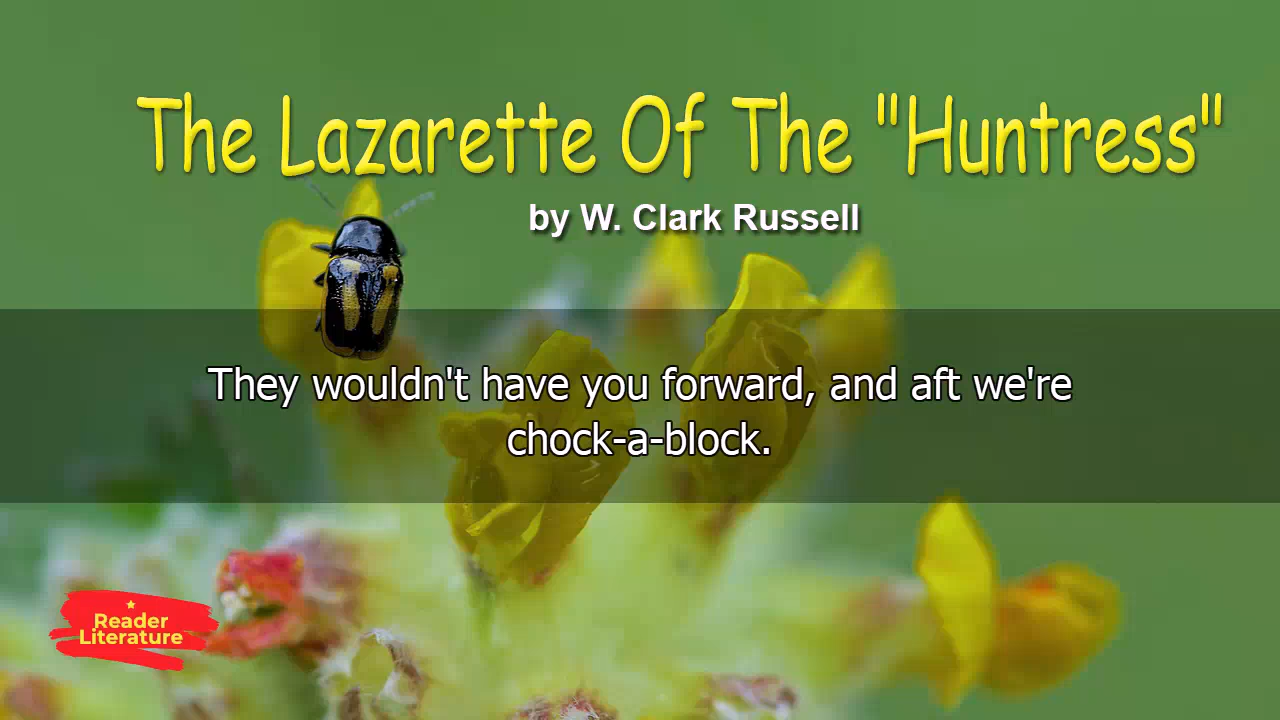 The Lazarette Of The "Huntress"
by W. Clark Russell
They wouldn't have you forward, and aft we're
chock-a-block.
Reader
Literature